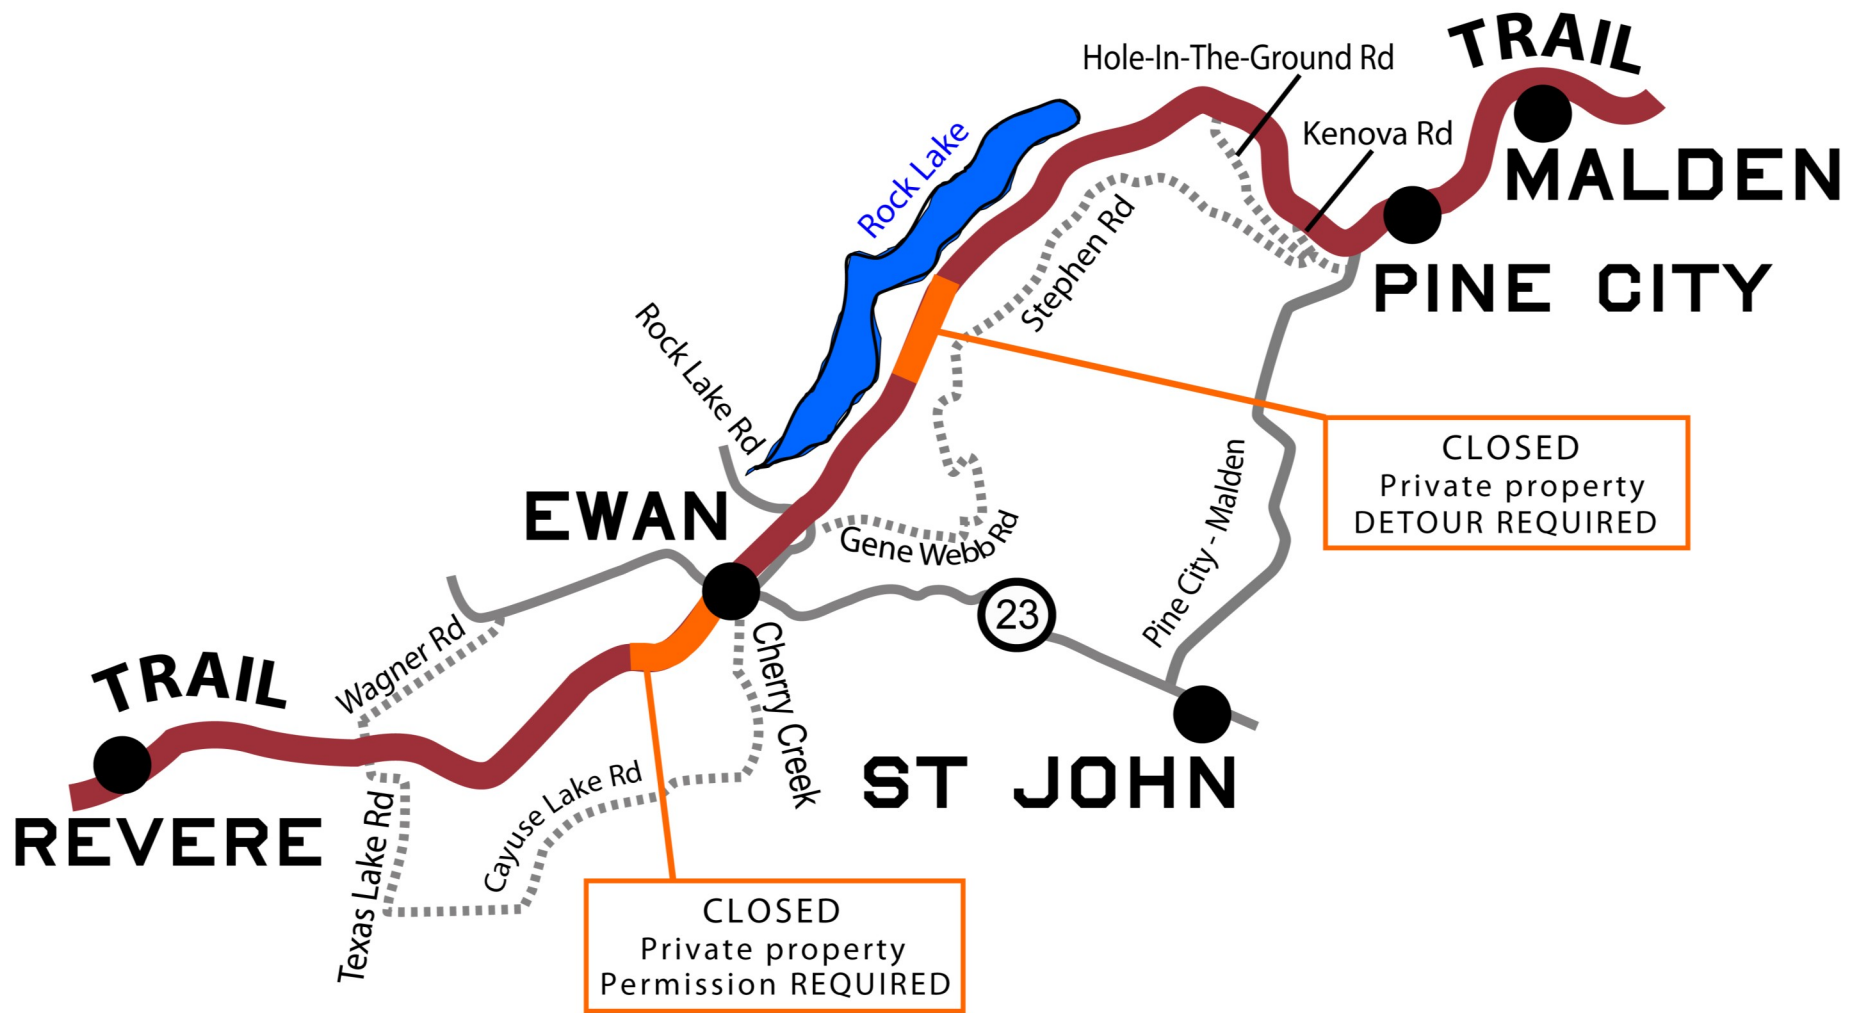 TRAIL
Hole-In-The-Ground Rd
Kenova Rd
MALDEN
Rock Lake
Stephen Rd
PINE CITY
Rock Lake Rd
CLOSED
Private property
DETOUR REQUIRED
Pine City - Malden
EWAN
Gene Webb Rd
23
Wagner Rd
Cherry Creek
TRAIL
ST JOHN
REVERE
Texas Lake Rd
Cayuse Lake Rd
CLOSED
Private property
Permission REQUIRED